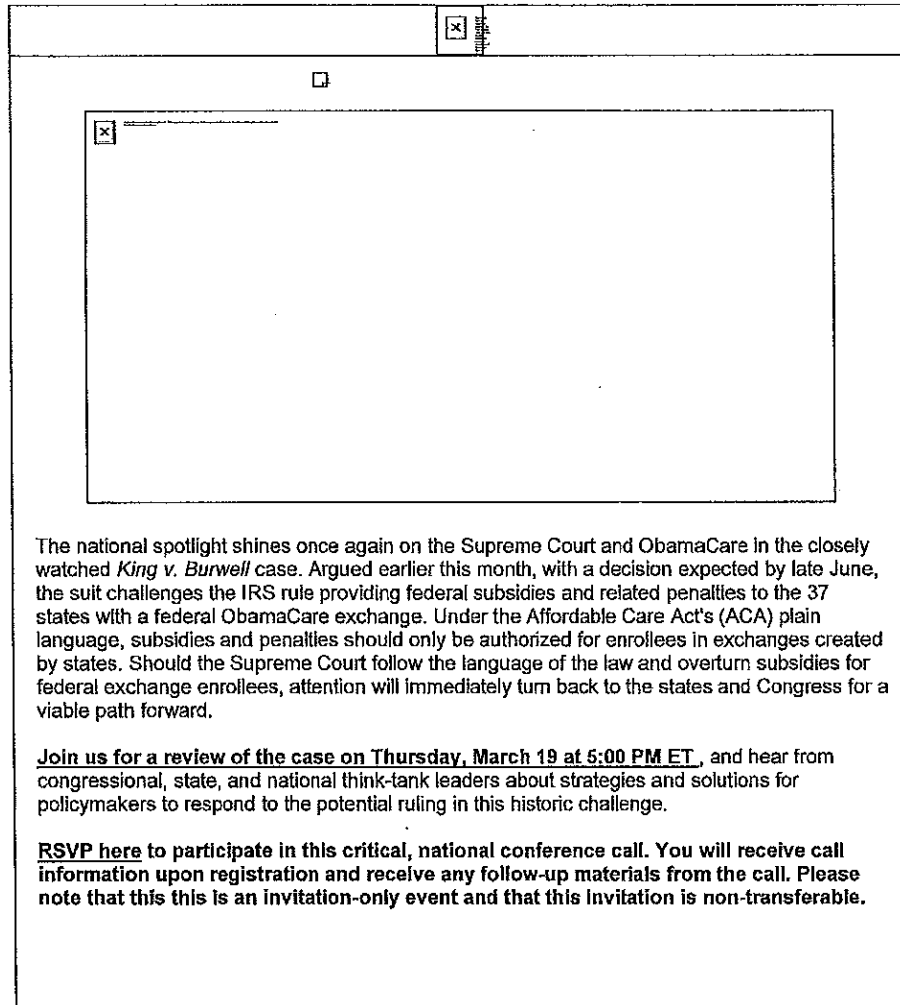 The national spotlight shines once again on the Supreme Court and ObamaCare in the closely
watched King v. Burwell case. Argued earlier this month, with a decision expected by late June,
the suit challenges the IRS rule providing federal subsidies and related penalties to the 37
states with a federal ObamaCare exchange. Under the Affordable Care Act's (ACA) plain
language, subsidies and penalties should only be authorized for enrollees in exchanges created
by states. Should the Supreme Court follow the language of the law and overturn subsidies for
federal exchange enrollees, attention will immediately turn back to the states and Congress for a
viable path forward.
Join us for a review of the case on Thursday, March 19 at 5:00 PM ET , and hear from
congressional, state, and national think-tank leaders about strategies and solutions for
policymakers to respond to the potential ruling in this historic challenge.
RSVP here to participate in this critical, national conference call. You will receive call
information upon registration and receive any follow-up materials from the call. Please
note that this this is an invitation-only event and that this invitation is non-transferable.